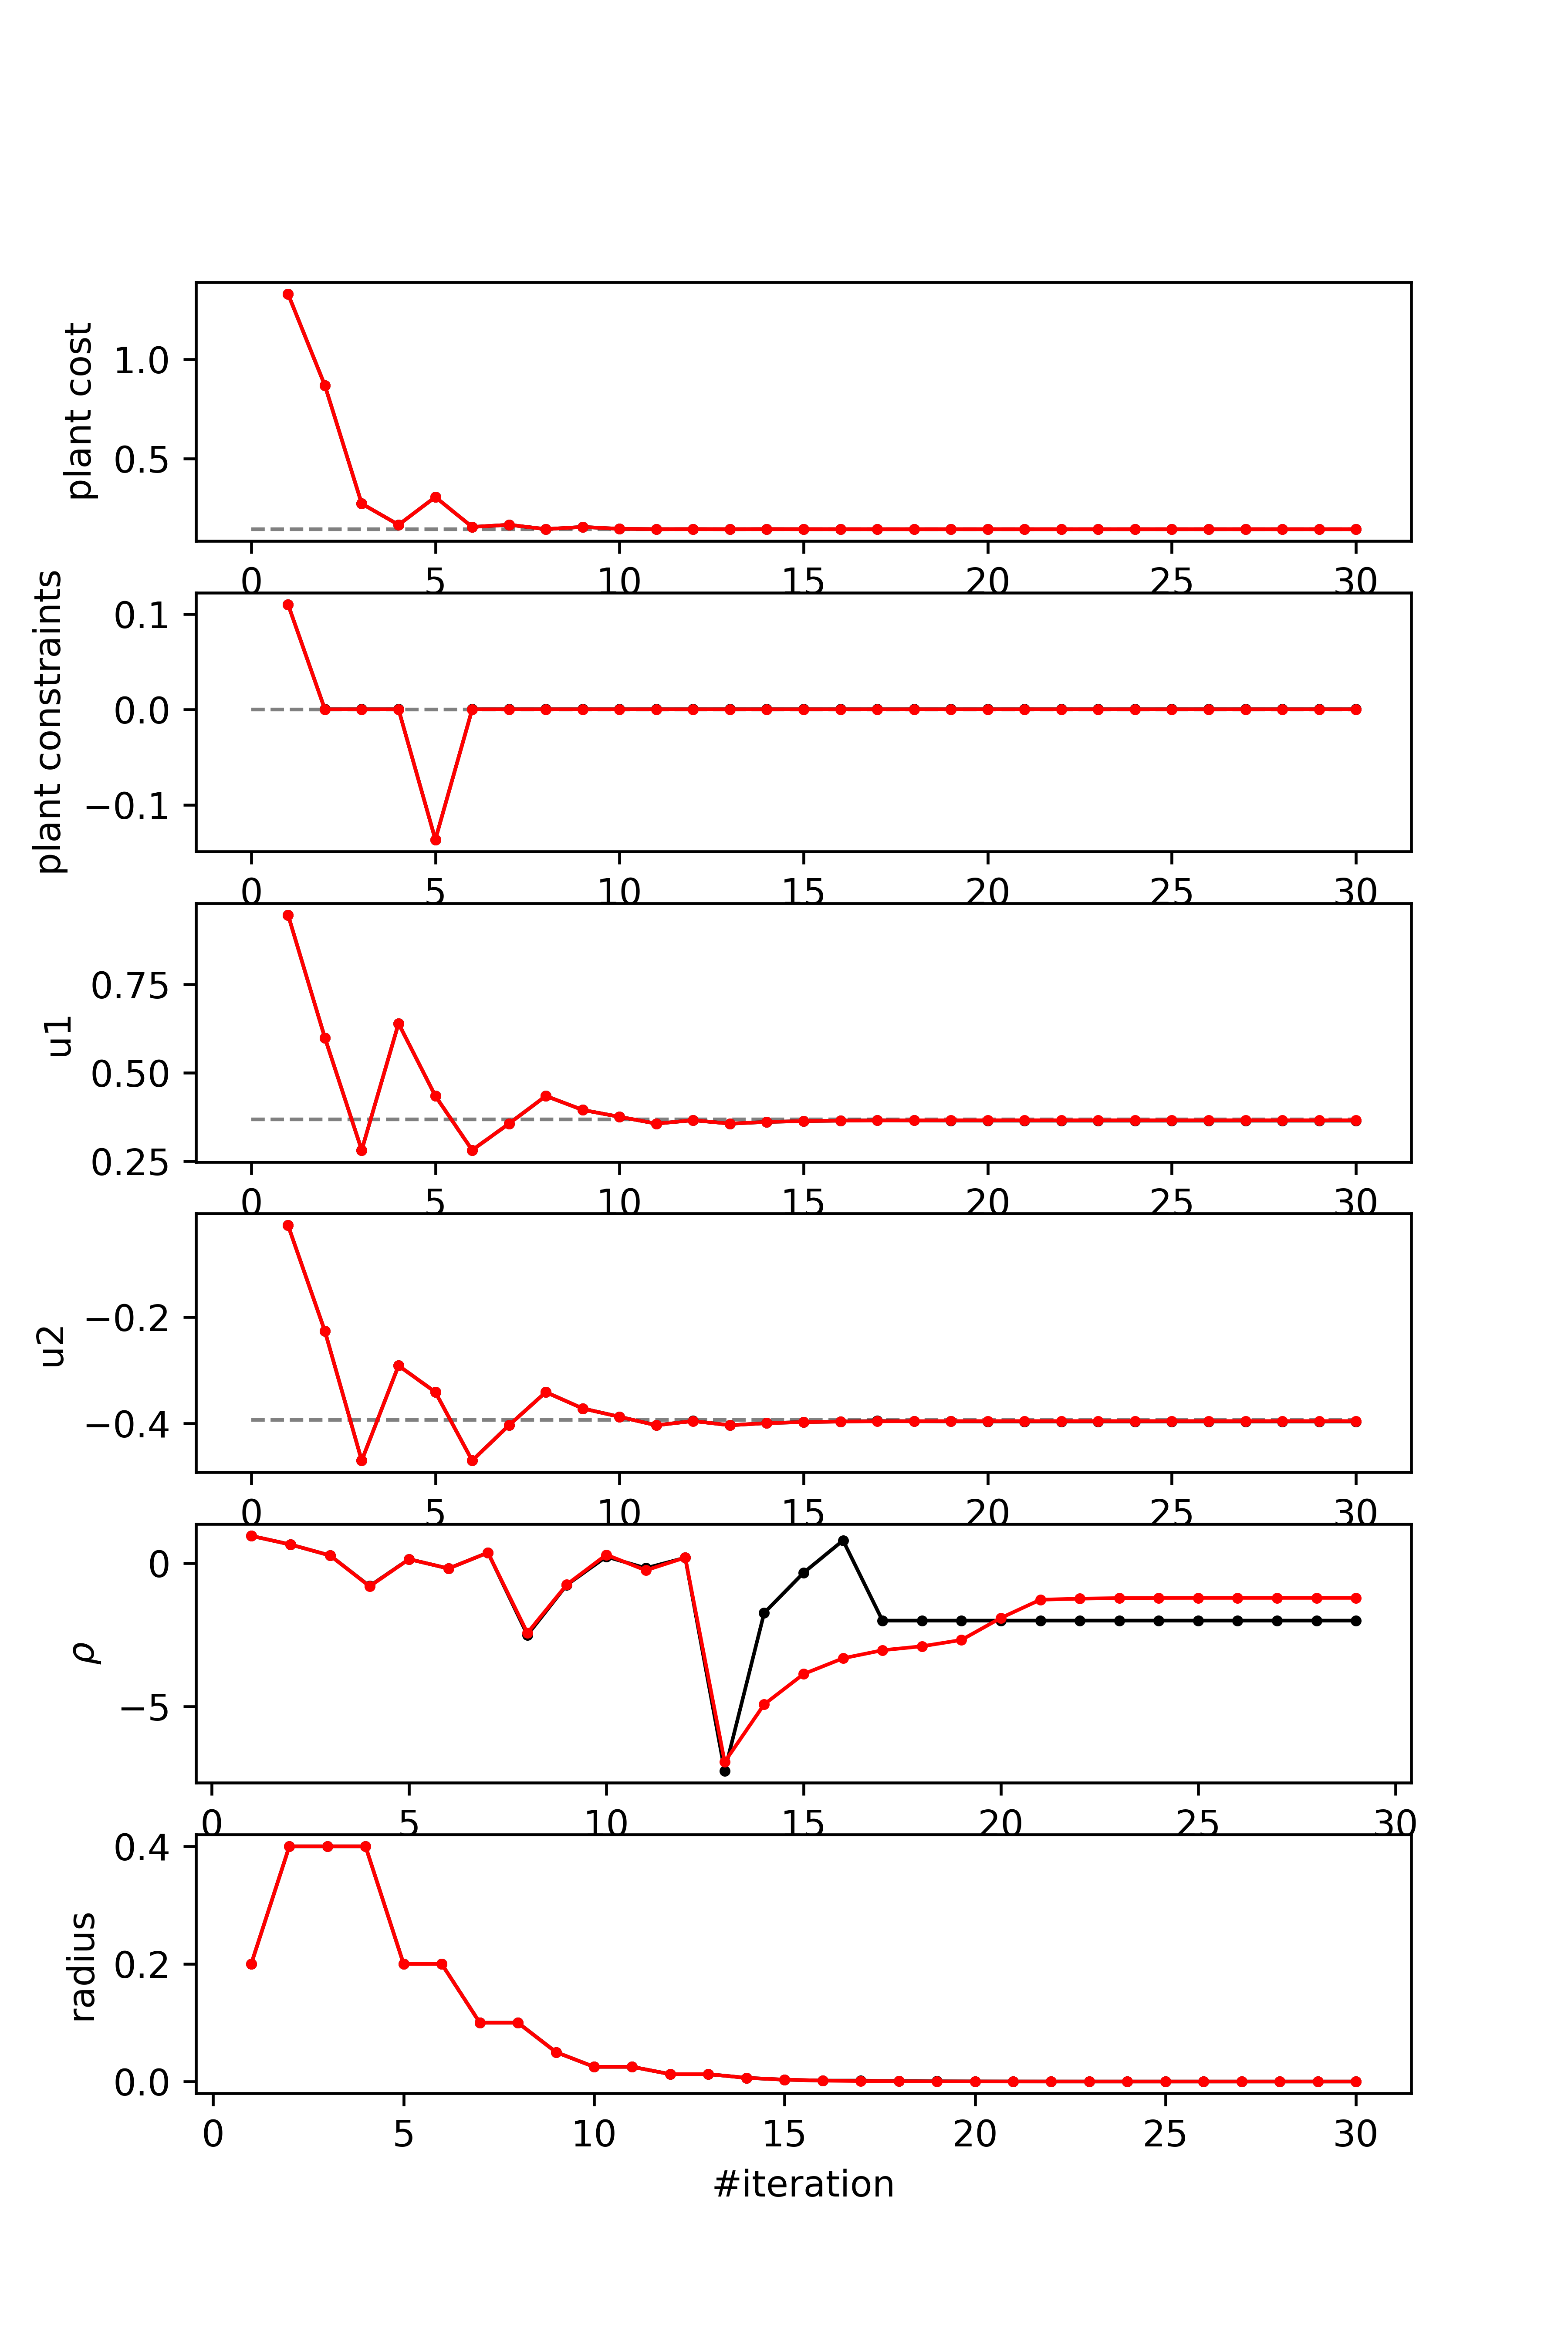 plant cost
1.0
0.5
0 5 10 15 20 25 30
plant constraints
0.1
0.0
−0.1
0 5 10 15 20 25 30
u1
0.75
0.50
0.25
0 5 10 15 20 25 30
u2
−0.2
−0.4
0 5 10 15 20 25 30
ρ
0
−5
0 5 10 15 20 25 30
radius
0.4
0.2
0.0
0 5 10 15 20 25 30
#iteration